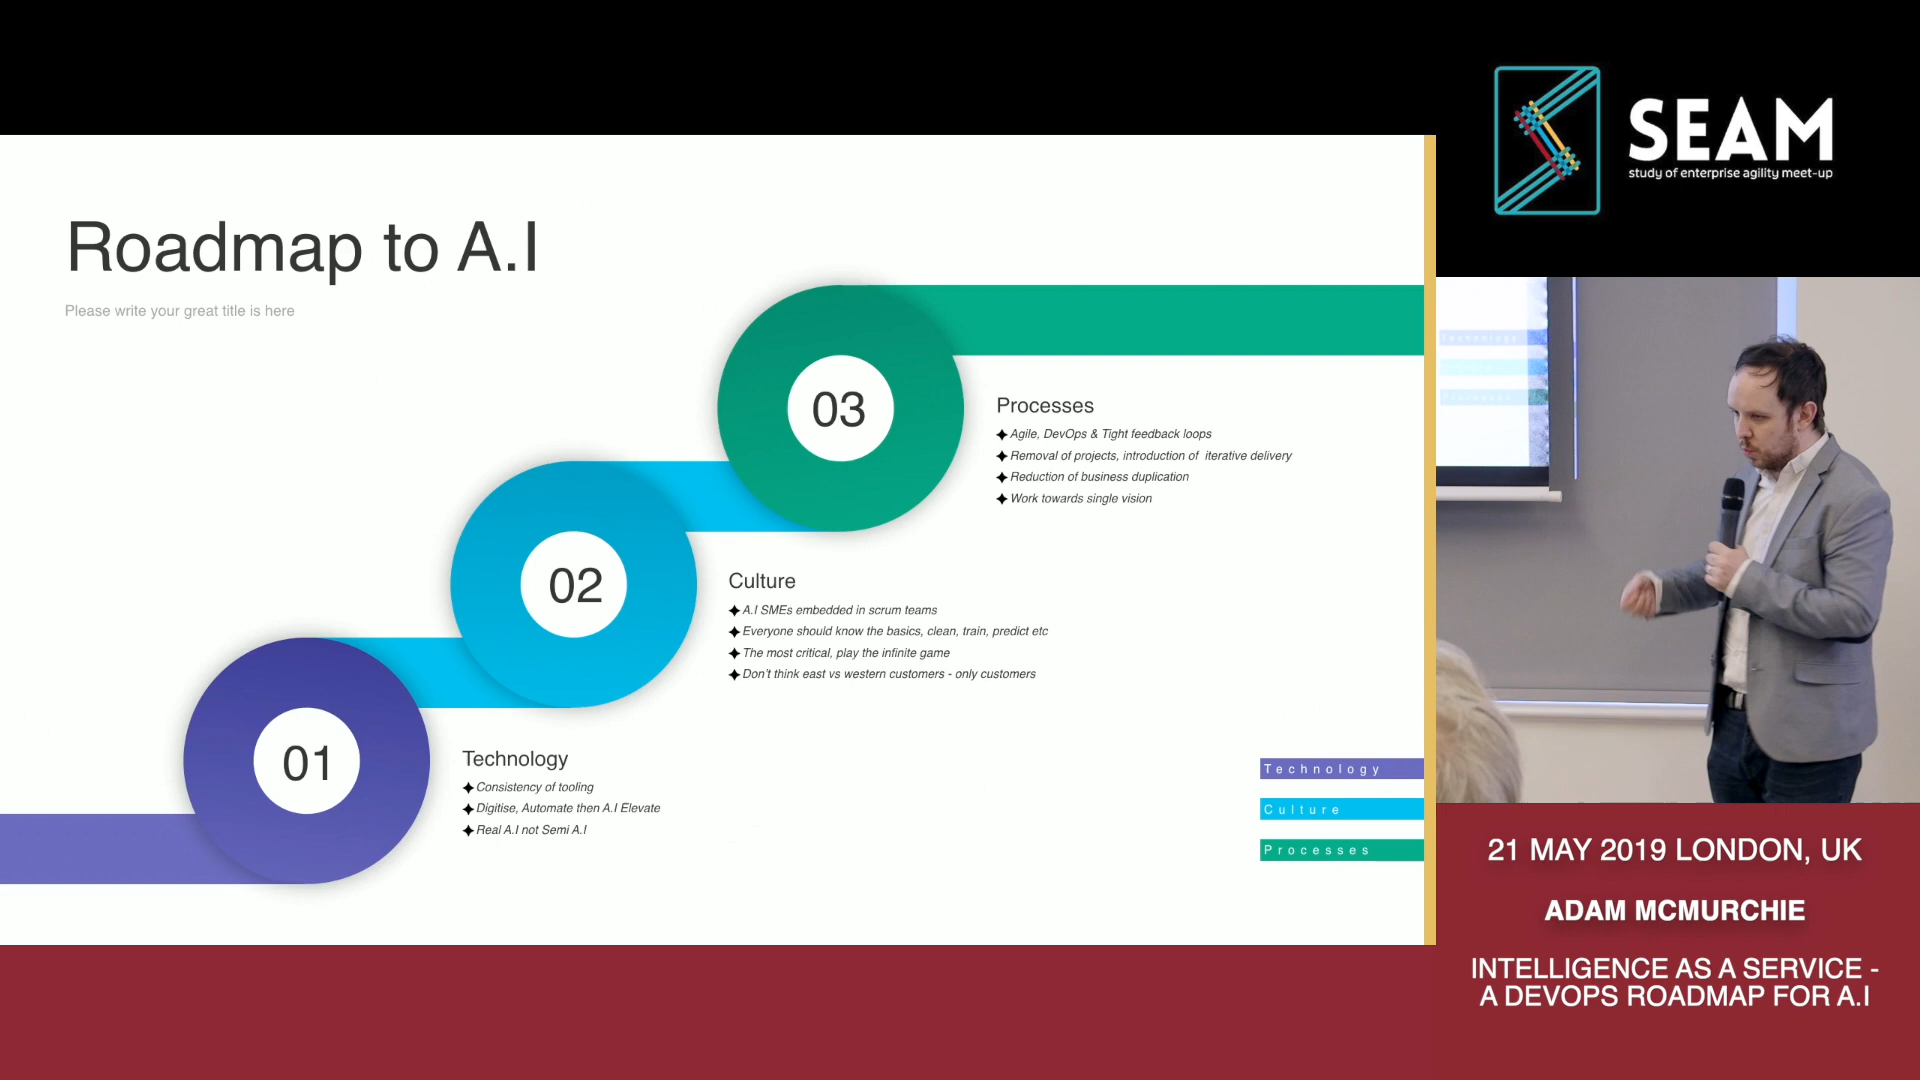 Roadmap to A.I
Please write your great title is here
03
Processes
Agile, DevOps & Tight feedback loops
Removal of projects, introduction of iterative delivery
Reduction of business duplication
Work towards single vision
02
Culture
A.I SMEs embedded in scrum teams
Everyone should know the basics, clean, train, predict etc
The most critical, play the infinite game
Don't think east vs western customers - only customers
01
Technology
Consistency of tooling
Digitise, Automate then A.I Elevate
Real A.I not Semi A.I
Technology
Culture
Processes
SEAM
study of enterprise agility meet-up
Technology
Processes
21 MAY 2019 LONDON, UK
ADAM MCMURCHIE
INTELLIGENCE AS A SERVICE -
A DEVOPS ROADMAP FOR A.I